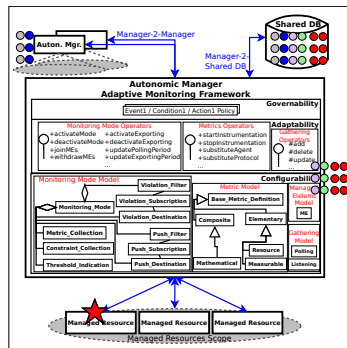 Shared DB
Manager-2-Manager
Auton. Mgr.
Manager-2-
Shared DB
Autonomic Manager
Adaptive Monitoring Framework
Governability
Event1 / Condition1 / Action1 Policy
Adaptability
Monitoring Mode Operators
+activateMode
+deactivateMode
+joinMEs
+withdrawMEs
+activateExporting
+deactivateExporting
+updatePollingPeriod
+updateExportingPeriod
...
Metrics Operators
+startInstrumentation
+stopInstrumentation
+substituteAgent
+substituteProtocol
...
Gathering
Operators
#add
#delete
#update
...
Configurability
Monitoring Mode Model
Monitoring_Mode
Metric_Collection
Constraint_Collection
Threshold_Indication
Violation_Filter
Violation_Subscription
Violation_Destination
Push_Filter
Push_Subscription
Push_Destination
Metric Model
Base_Metric_Definition
Composite
Elementary
Resource
Mathematical
Measurable
Managed
Element Model
ME
Gathering
Model
Polling
Listening
Managed Resource
Managed Resource
Managed Resource
Managed Resources Scope